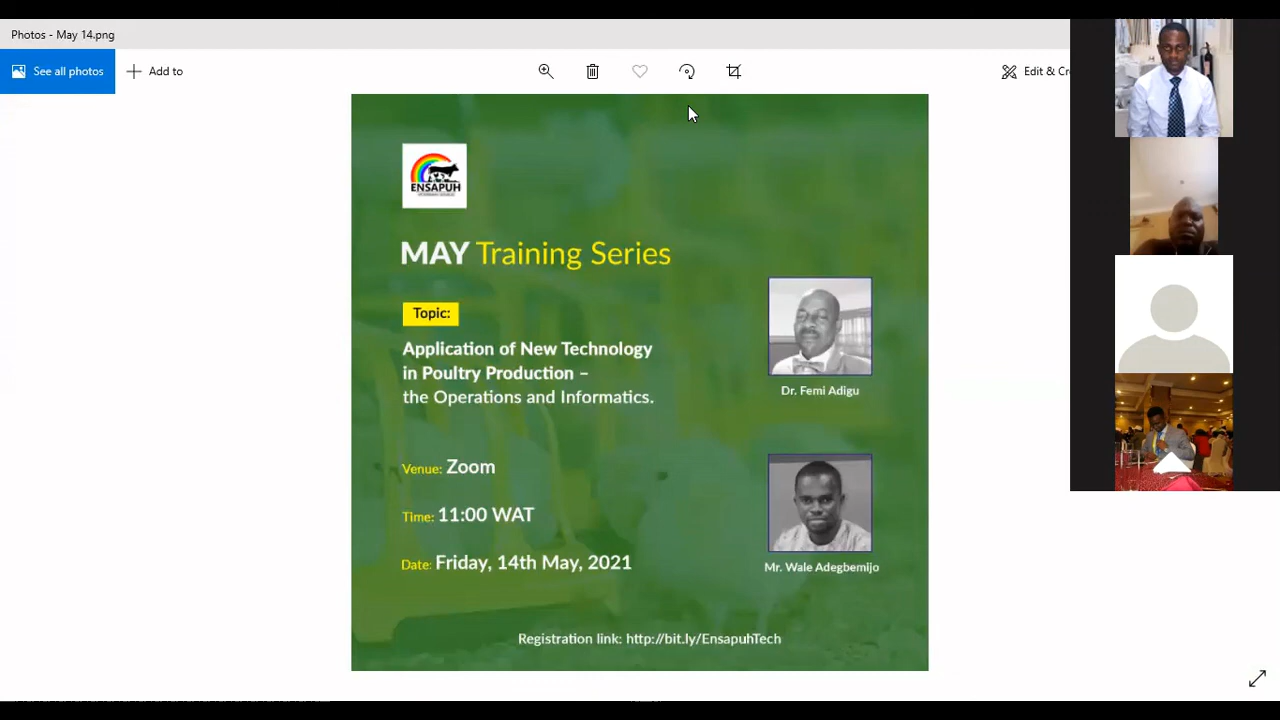 Photos - May 14.png
See all photos
Add to
Edit & Cr
ENSAPUH
MAY Training Series
Topic:
Application of New Technology
in Poultry Production –
the Operations and Informatics.
Dr. Femi Adigu
Venue: Zoom
Time: 11:00 WAT
Date: Friday, 14th May, 2021
Mr. Wale Adegbemijo
Registration link: http://bit.ly/EnsapuhTech